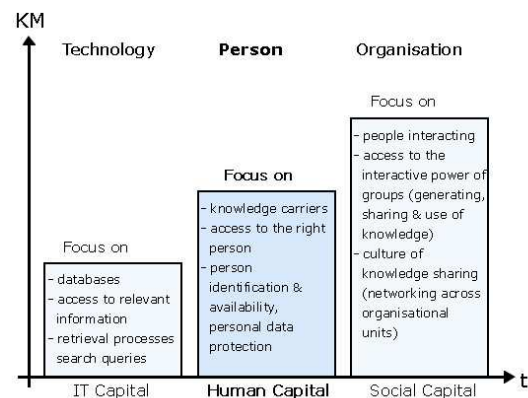 KM
Technology
Person
Organisation
Focus on
- people interacting
- access to the
interactive power of
groups (generating,
sharing & use of
knowledge)
- culture of
knowledge sharing
(networking across
organisational
units)
Focus on
- knowledge carriers
- access to the right
person
- person
identification &
availability,
personal data
protection
Focus on
- databases
- access to relevant
information
- retrieval processes
search queries
IT Capital
Human Capital
Social Capital
t